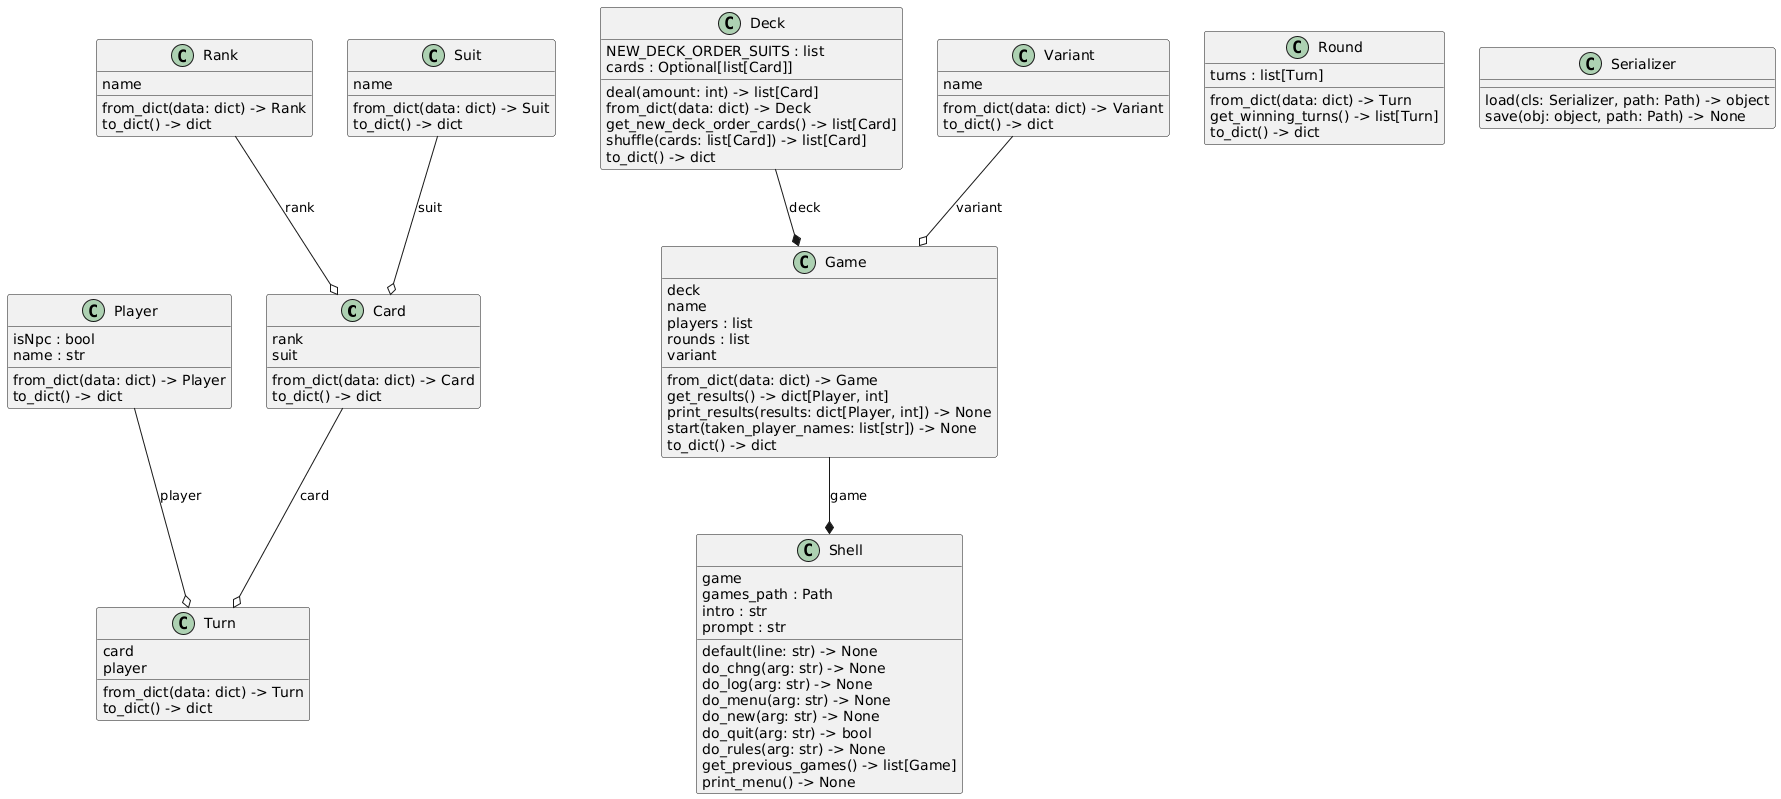 C Rank
name
from_dict(data: dict) -> Rank
to_dict() -> dict
C Suit
name
from_dict(data: dict) -> Suit
to_dict() -> dict
C Deck
NEW_DECK_ORDER_SUITS : list
cards : Optional[list[Card]]
deal(amount: int) -> list[Card]
from_dict(data: dict) -> Deck
get_new_deck_order_cards() -> list[Card]
shuffle(cards: list[Card]) -> list[Card]
to_dict() -> dict
C Variant
name
from_dict(data: dict) -> Variant
to_dict() -> dict
C Round
turns : list[Turn]
from_dict(data: dict) -> Turn
get_winning_turns() -> list[Turn]
to_dict() -> dict
C Serializer
load(cls: Serializer, path: Path) -> object
save(obj: object, path: Path) -> None
rank
suit
deck
variant
C Player
isNpc : bool
name : str
from_dict(data: dict) -> Player
to_dict() -> dict
C Card
rank
suit
from_dict(data: dict) -> Card
to_dict() -> dict
C Game
deck
name
players : list
rounds : list
variant
from_dict(data: dict) -> Game
get_results() -> dict[Player, int]
print_results(results: dict[Player, int]) -> None
start(taken_player_names: list[str]) -> None
to_dict() -> dict
player
card
game
C Turn
card
player
from_dict(data: dict) -> Turn
to_dict() -> dict
C Shell
game
games_path : Path
intro : str
prompt : str
default(line: str) -> None
do_chng(arg: str) -> None
do_log(arg: str) -> None
do_menu(arg: str) -> None
do_new(arg: str) -> None
do_quit(arg: str) -> bool
do_rules(arg: str) -> None
get_previous_games() -> list[Game]
print_menu() -> None